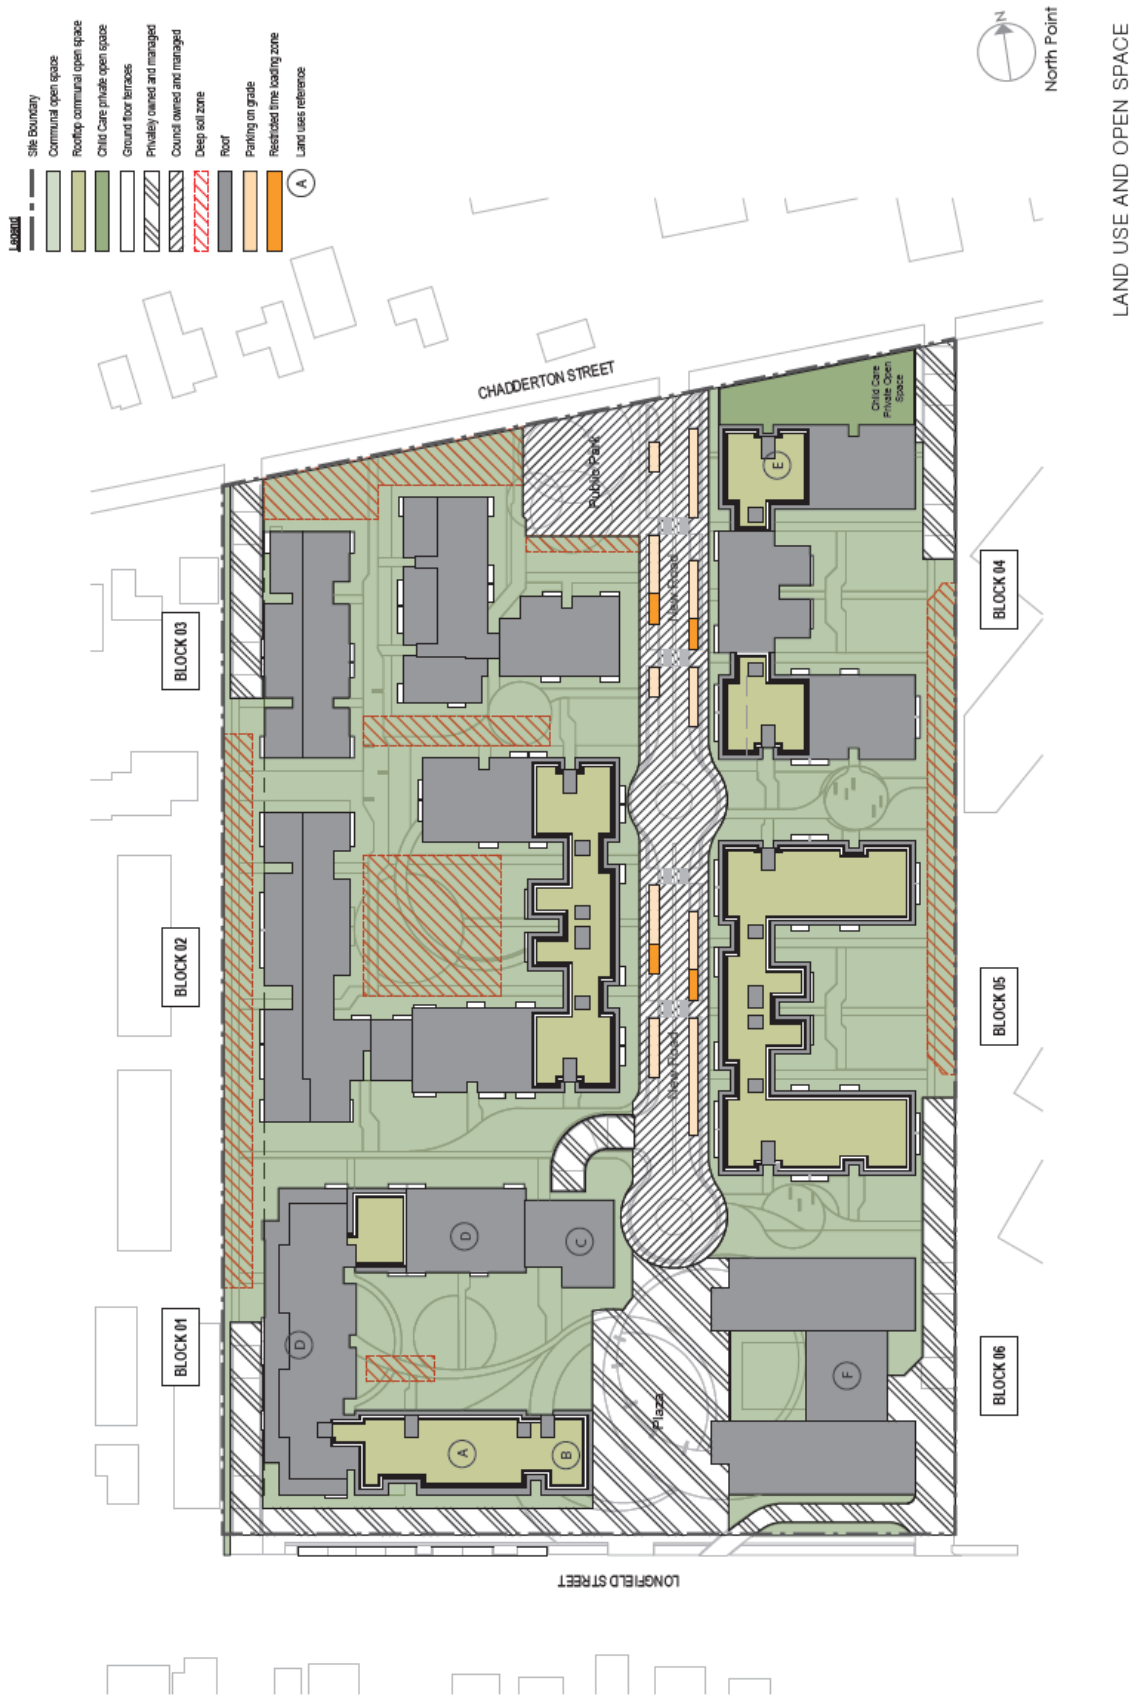 Legend
Site Boundary
Communal open space
Rooftop communal open space
Child Care private open space
Ground floor terraces
Privately owned and managed
Council owned and managed
Deep soil zone
Roof
Parking on grade
Restricted time loading zone
A
Land uses reference
N
North Point
LAND USE AND OPEN SPACE
CHADDERTON STREET
Public Park
Child Care
Private Open
Space
E
BLOCK 03
New Road
BLOCK 04
BLOCK 02
BLOCK 05
New Road
D
C
BLOCK 01
D
Plaza
F
BLOCK 06
A
B
LONGFIELD STREET